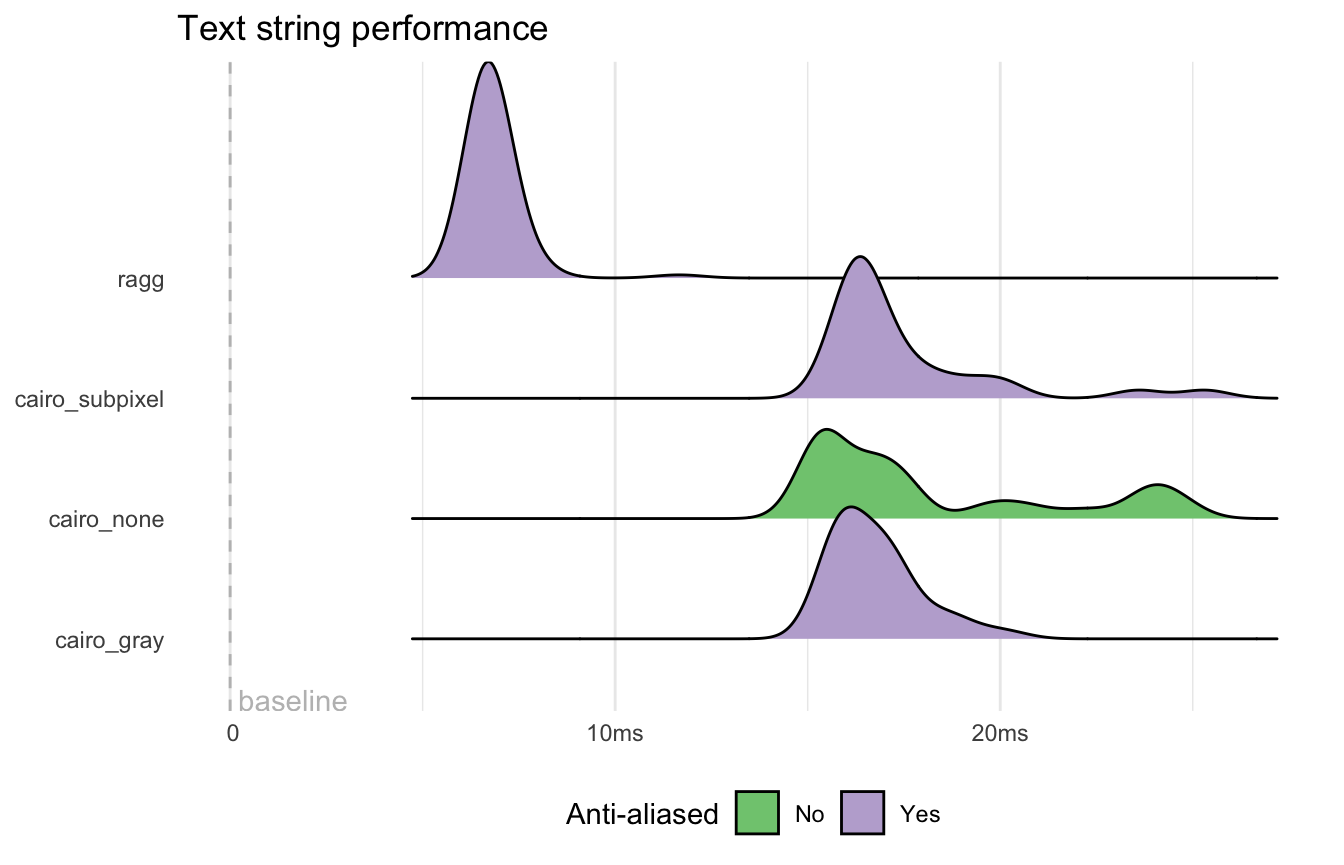 Text string performance
ragg
cairo_subpixel
cairo_none
cairo_gray
baseline
0 10ms 20ms
Anti-aliased No Yes